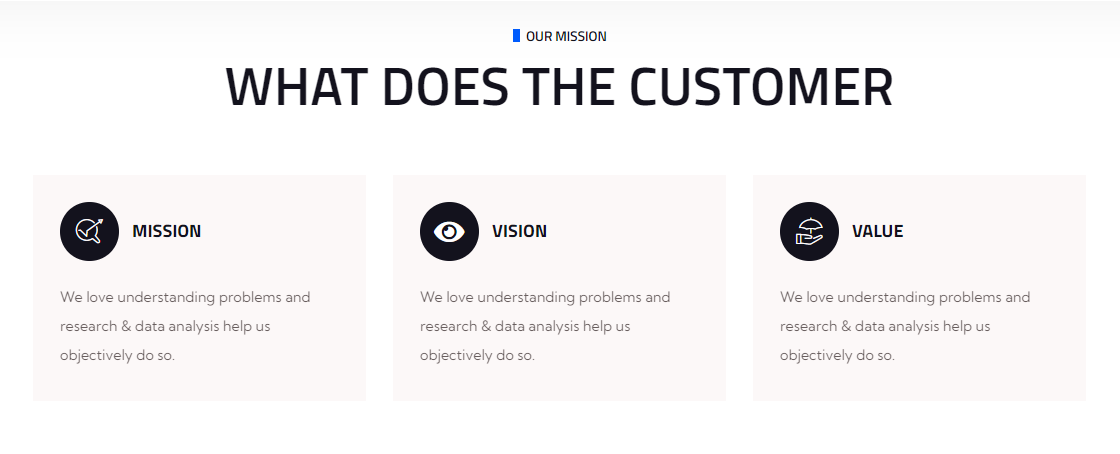 OUR MISSION
WHAT DOES THE CUSTOMER
MISSION
We love understanding problems and
research & data analysis help us
objectively do so.
VISION
We love understanding problems and
research & data analysis help us
objectively do so.
VALUE
We love understanding problems and
research & data analysis help us
objectively do so.